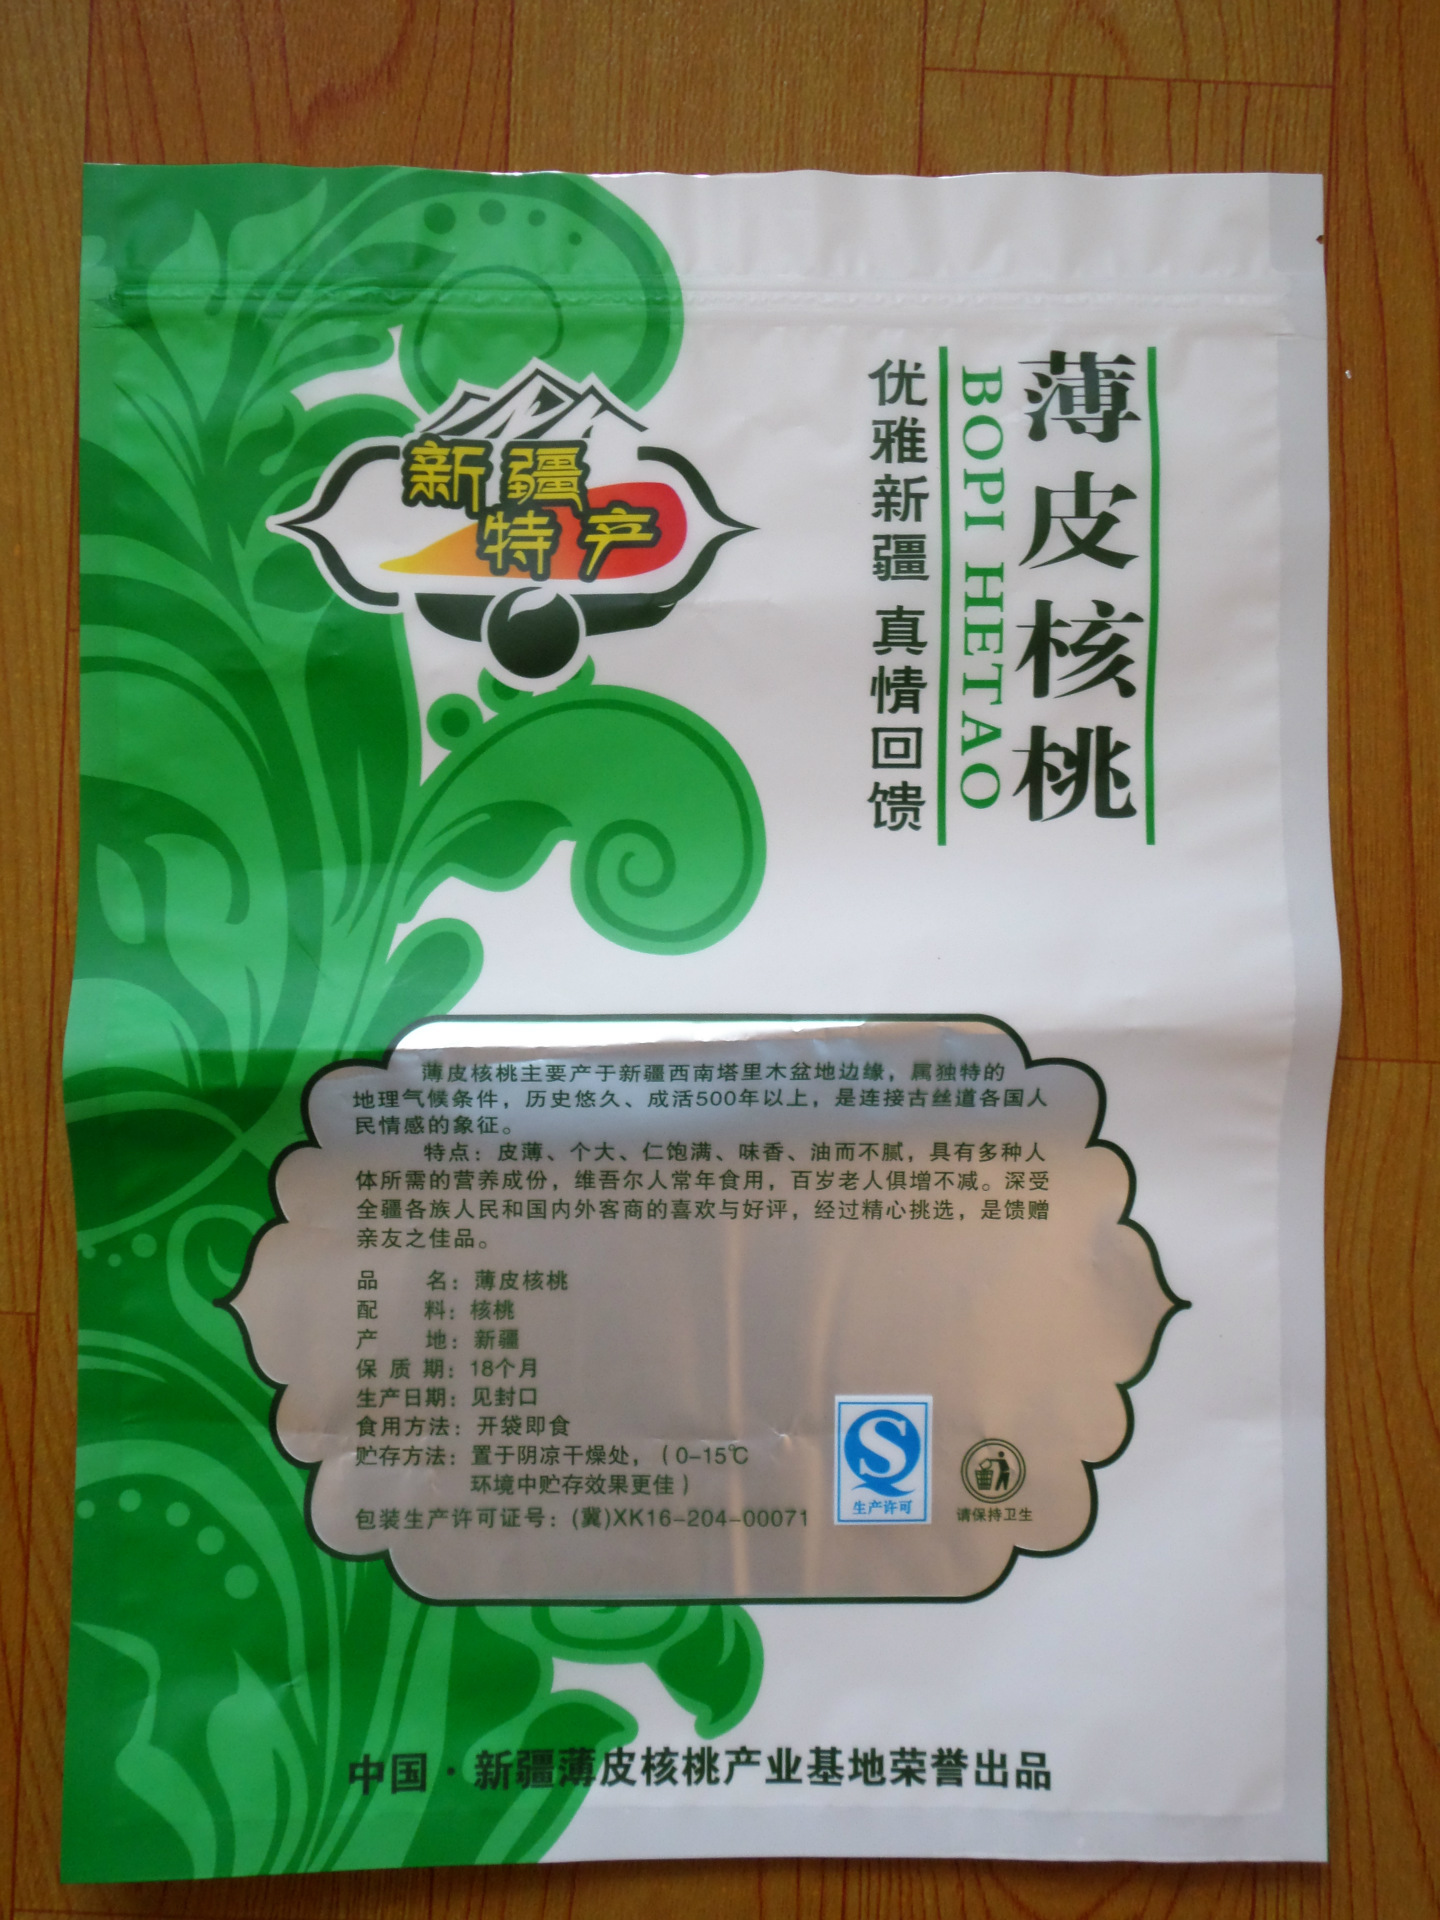 新疆
特产
薄皮核桃
BOPI HETAO
优雅新疆 真情回馈
薄皮核桃主要产于新疆西南塔里木盆地边缘，属独特的
地理气候条件，历史悠久、成活500年以上，是连接古丝道各国人
民情感的象征。
特点：皮薄、个大、仁饱满、味香、油而不腻，具有多种人
体所需的营养成份，维吾尔人常年食用，百岁老人俱增不减。深受
全疆各族人民和国内外客商的喜欢与好评，经过精心挑选，是馈赠
亲友之佳品。
品 名：薄皮核桃
配 料：核桃
产 地：新疆
保 质 期：18个月
生产日期：见封口
食用方法：开袋即食
贮存方法：置于阴凉干燥处，（0-15℃
环境中贮存效果更佳）
包装生产许可证号：(冀)XK16-204-00071
生产许可
请保持卫生
中国·新疆薄皮核桃产业基地荣誉出品